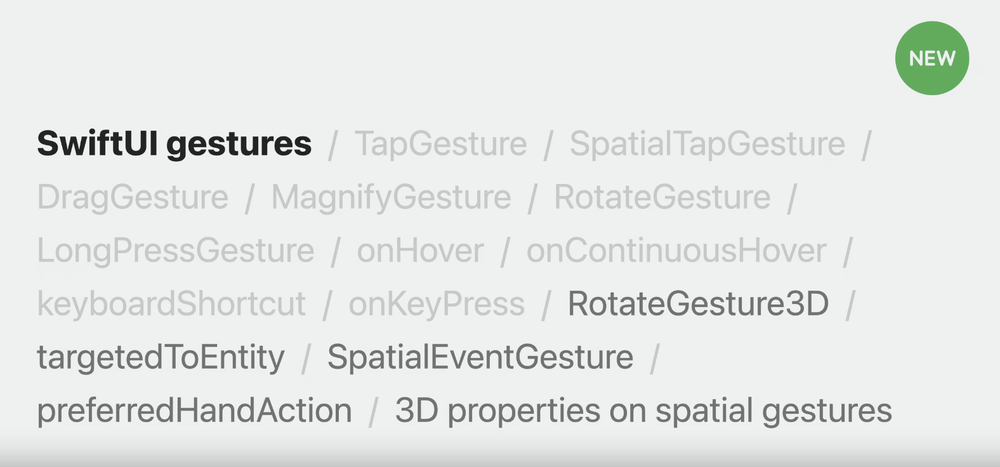 NEW
SwiftUI gestures / TapGesture / SpatialTapGesture /
DragGesture / MagnifyGesture / RotateGesture /
LongPressGesture / onHover / onContinuousHover /
keyboardShortcut / onKeyPress / RotateGesture3D /
targetedToEntity / SpatialEventGesture /
preferredHandAction / 3D properties on spatial gestures